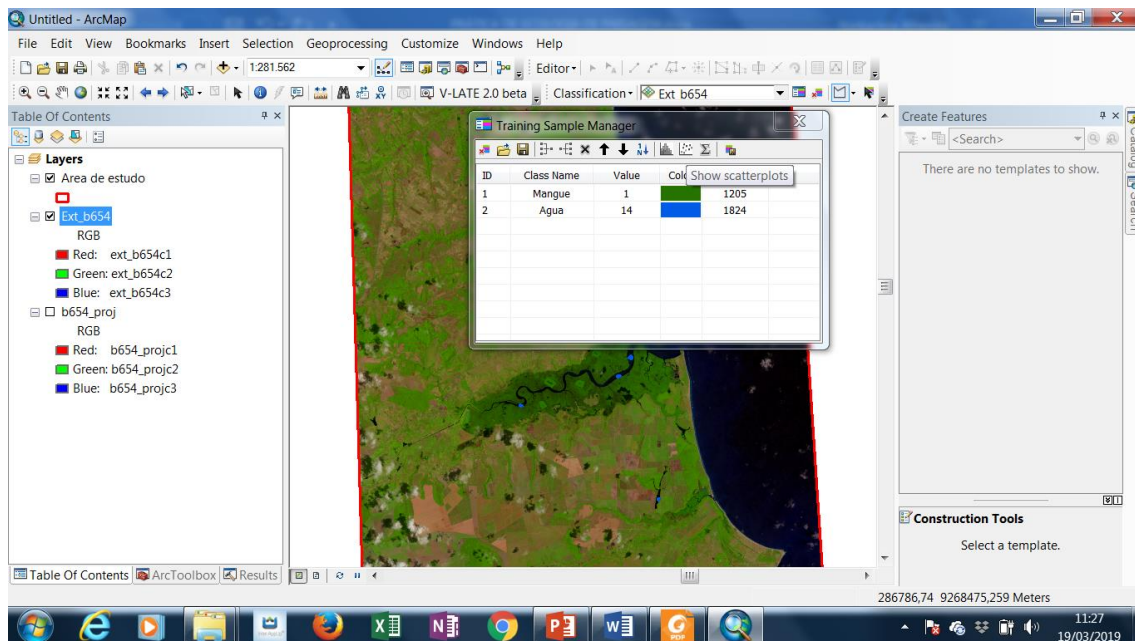 Untitled - ArcMap
File Edit View Bookmarks Insert Selection Geoprocessing Customize Windows Help
1:281.562
Editor
V-LATE 2.0 beta
Classification
Ext_b654
Table Of Contents
Layers
Area de estudo
Ext_b654
RGB
Red: ext_b654c1
Green: ext_b654c2
Blue: ext_b654c3
b654_proj
RGB
Red: b654_projc1
Green: b654_projc2
Blue: b654_projc3
Table Of Contents
ArcToolbox
Results
Training Sample Manager
ID Class Name Value
Show scatterplots
1 Mangue 1 1205
2 Agua 14 1824
Create Features
<Search>
There are no templates to show.
Construction Tools
Select a template.
Catalog
Search
286786,74 9268475,259 Meters
PDF
11:27
19/03/2019